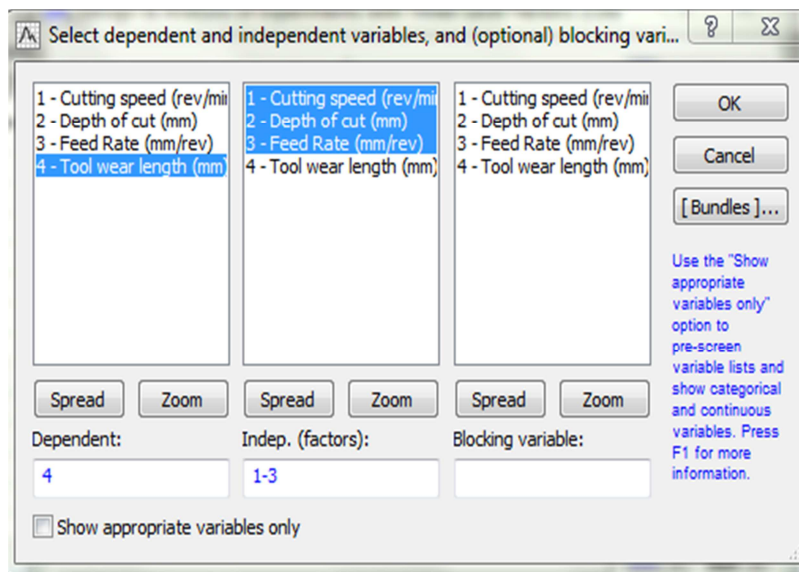 Select dependent and independent variables, and (optional) blocking vari...
1 - Cutting speed (rev/mi
2 - Depth of cut (mm)
3 - Feed Rate (mm/rev)
4 - Tool wear length (mm)
1 - Cutting speed (rev/mi
2 - Depth of cut (mm)
3 - Feed Rate (mm/rev)
4 - Tool wear length (mm)
1 - Cutting speed (rev/mi
2 - Depth of cut (mm)
3 - Feed Rate (mm/rev)
4 - Tool wear length (mm)
OK
Cancel
[ Bundles ]...
Use the "Show
appropriate
variables only"
option to
pre-screen
variable lists and
show categorical
and continuous
variables. Press
F1 for more
information.
Spread Zoom Spread Zoom Spread Zoom
Dependent: Indep. (factors): Blocking variable:
4 1-3
Show appropriate variables only